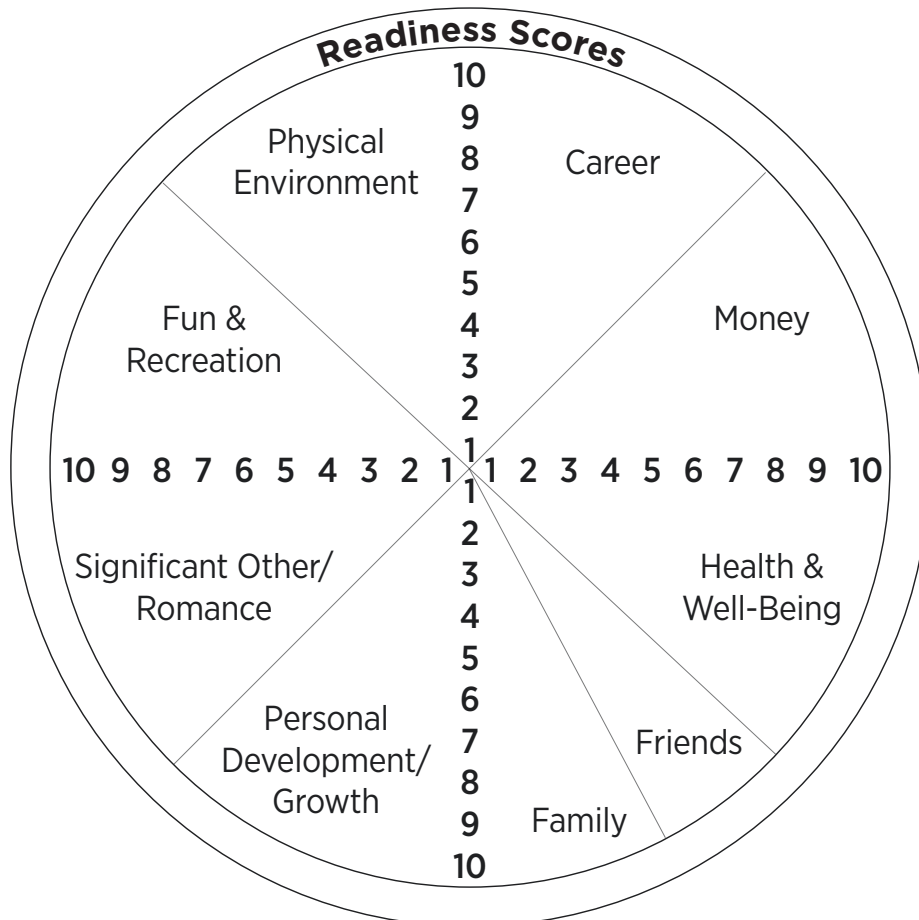 Readiness Scores
10
9
8
7
6
5
4
3
2
1
Physical
Environment
Career
Fun &
Recreation
Money
10 9 8 7 6 5 4 3 2 1 1 2 3 4 5 6 7 8 9 10
1
2
3
4
5
6
7
8
9
10
Significant Other/
Romance
Health &
Well-Being
Personal
Development/
Growth
Friends
Family